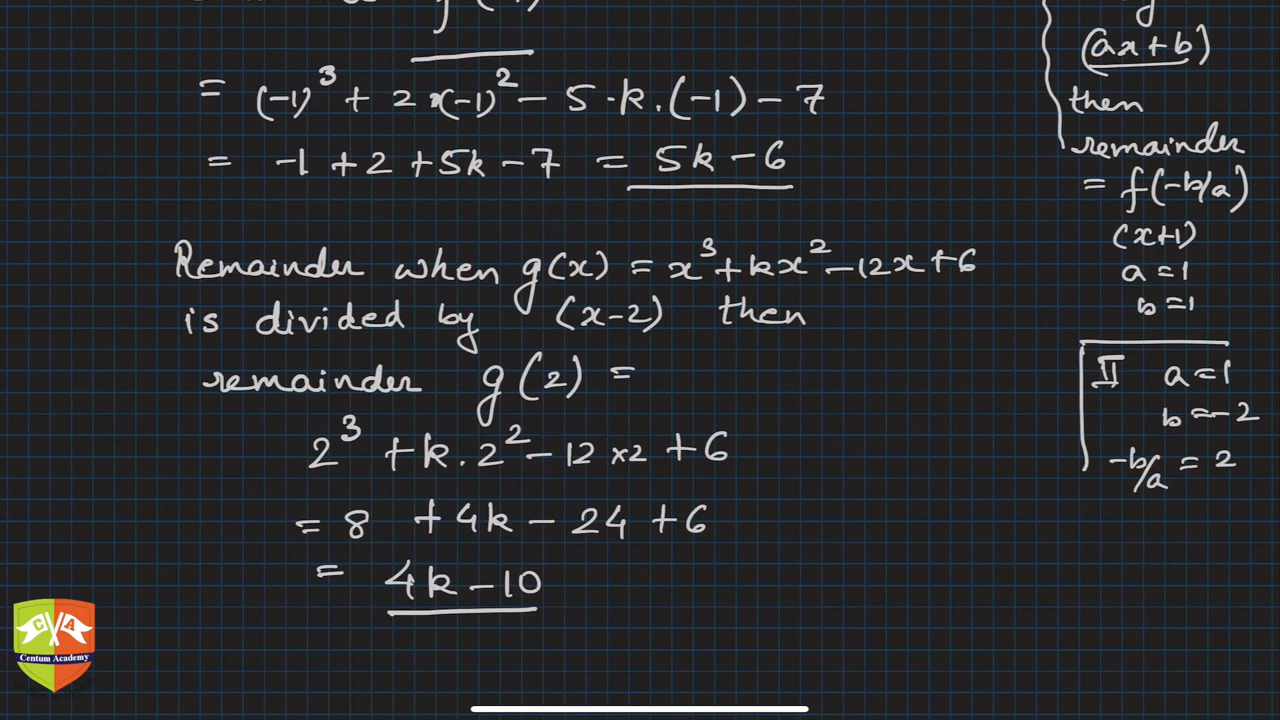 = (-1)³ + 2×(-1)² - 5·k.(-1) - 7
= -1 + 2 + 5k - 7 = 5k - 6
Remainder when g(x) = x³ + kx² - 12x + 6
is divided by (x-2) then
remainder g(2) =
2³ + k.2² - 12 ×2 + 6
= 8 + 4k - 24 + 6
= 4k - 10
(ax+b)
then
remainder
= f(-b/a)
(x+1)
a = 1
b = 1
II a = 1
b = -2
-b/a = 2
C A
Centum Academy